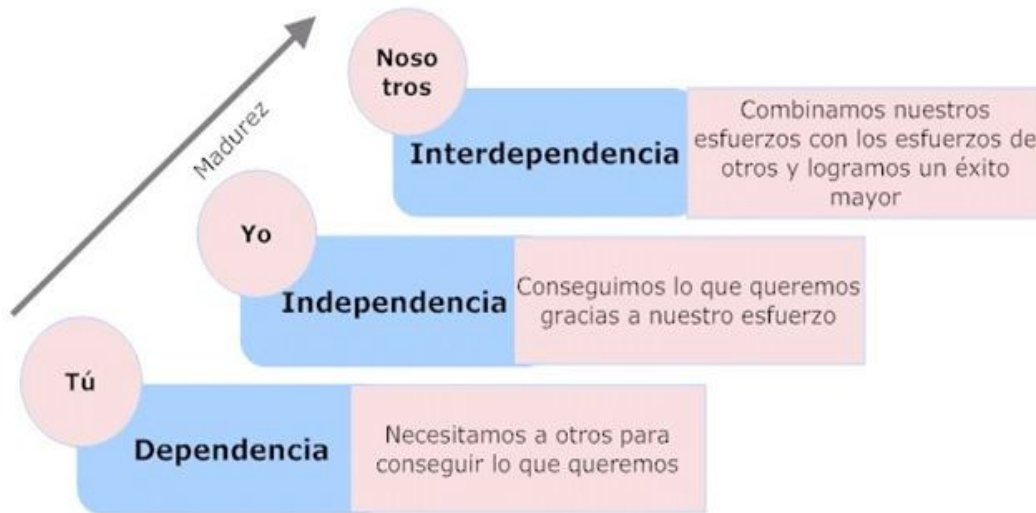 Noso
tros
Madurez
Interdependencia
Combinamos nuestros
esfuerzos con los esfuerzos de
otros y logramos un éxito
mayor
Yo
Independencia
Conseguimos lo que queremos
gracias a nuestro esfuerzo
Tú
Dependencia
Necesitamos a otros para
conseguir lo que queremos